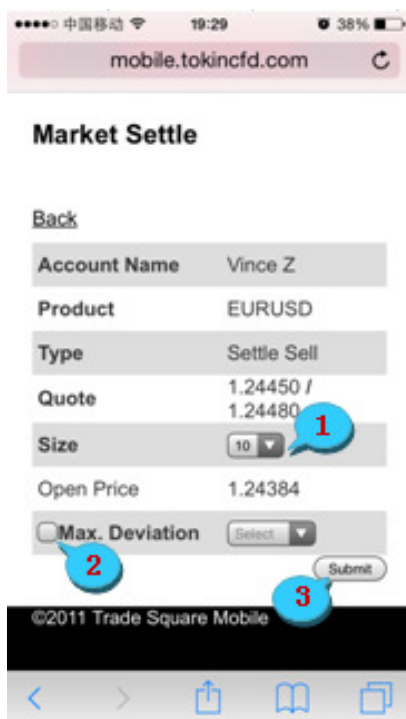 中国移动 19:29 38%
mobile.tokincfd.com
Market Settle
Back
Account Name Vince Z
Product EURUSD
Type Settle Sell
Quote 1.24450 / 1.24480
1
Size 10
Open Price 1.24384
Max. Deviation Select
2
Submit
3
©2011 Trade Square Mobile